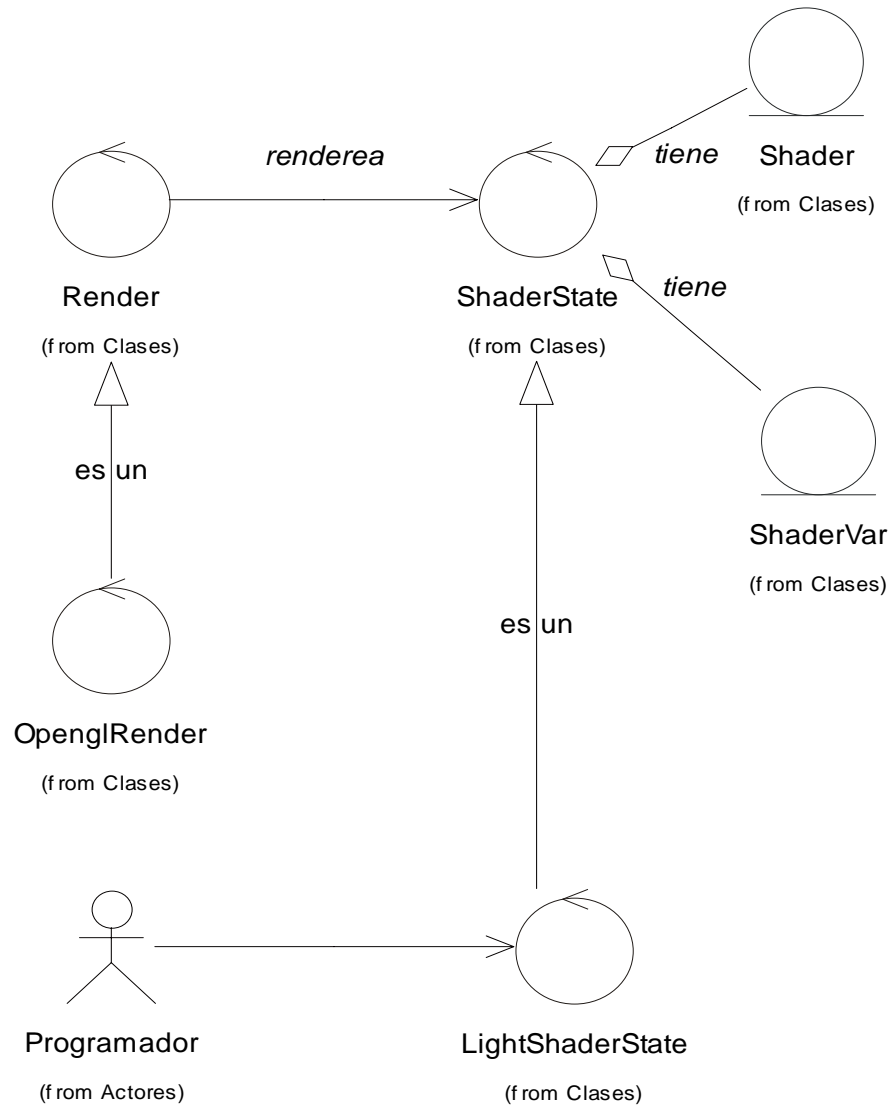 renderea
tiene
Shader
(from Clases)
Render
(from Clases)
ShaderState
(from Clases)
tiene
ShaderVar
(from Clases)
es un
es un
OpenglRender
(from Clases)
Programador
(from Actores)
LightShaderState
(from Clases)